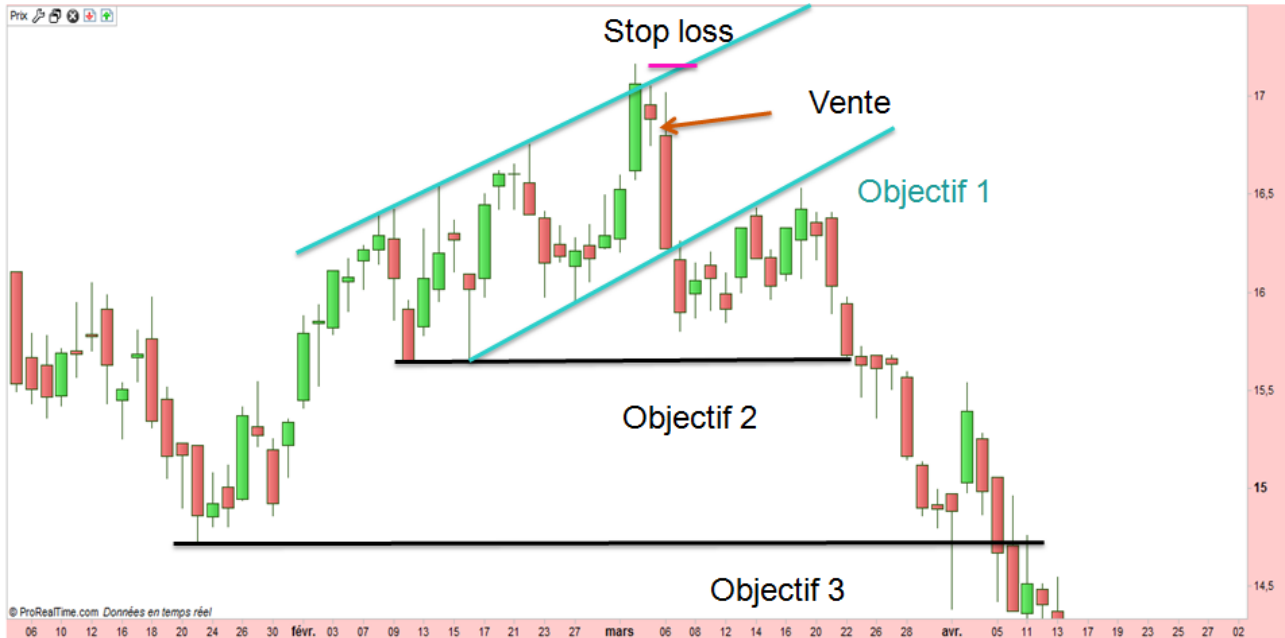 Prix
Stop loss
17
Vente
16,5
Objectif 1
16
15,5
Objectif 2
15
Objectif 3
14,5
© ProRealTime.com Données en temps réel
06 10 12 16 18 20 24 26 30 févr. 03 07 09 13 15 17 21 23 27 mars 06 08 10 14 16 20 22 24 28 avr. 05 11 13 17 19 23 25 27 02